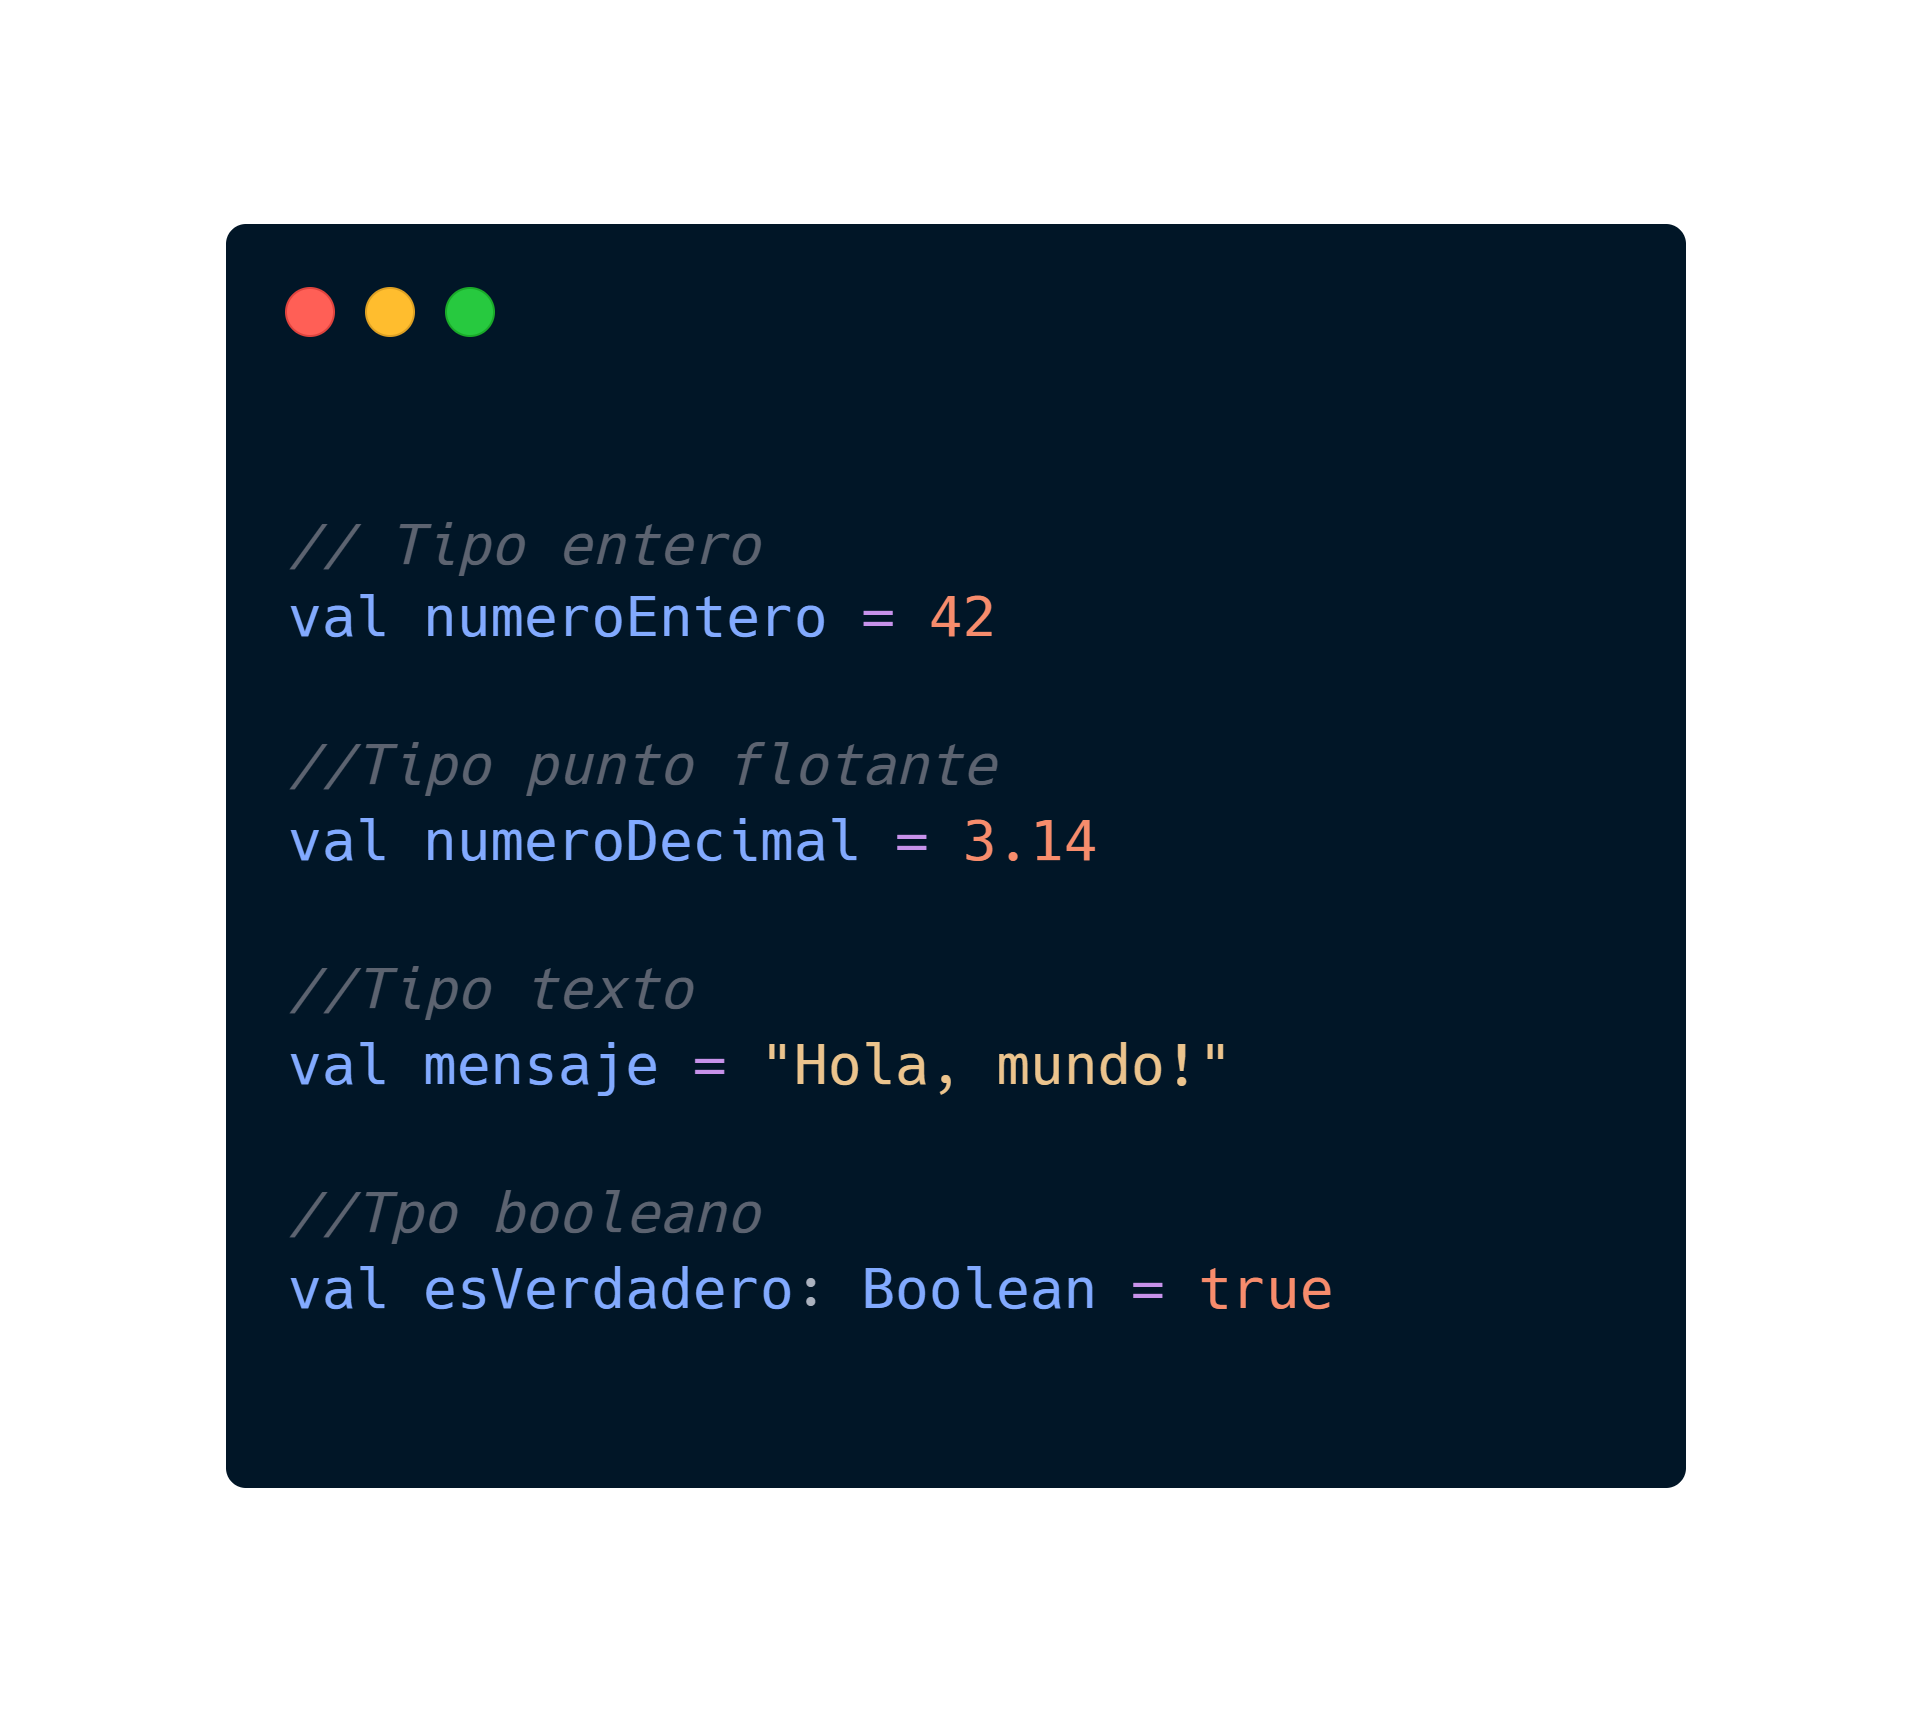 // Tipo entero
val numeroEntero = 42
//Tipo punto flotante
val numeroDecimal = 3.14
//Tipo texto
val mensaje = "Hola, mundo!"
//Tpo booleano
val esVerdadero: Boolean = true